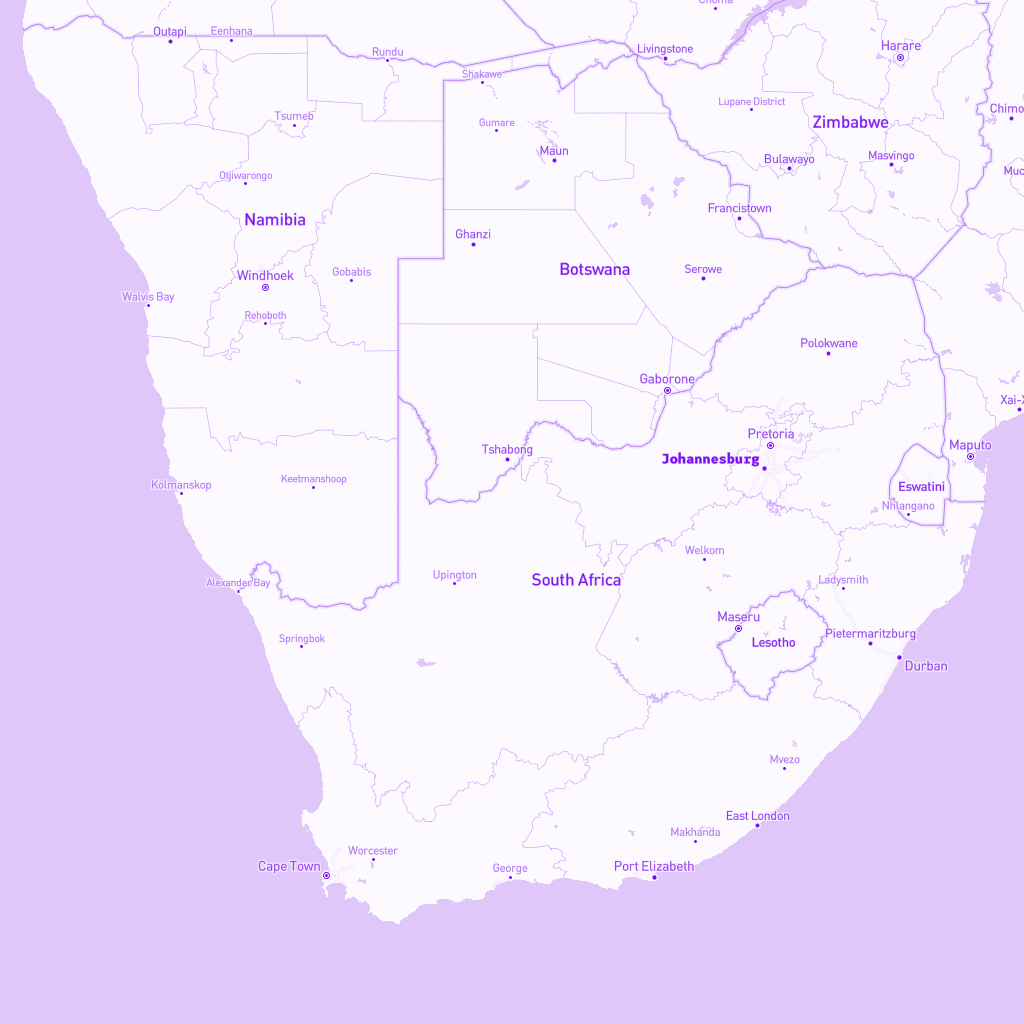 Choma
Outapi
Eenhana
Rundu
Livingstone
Harare
Shakawe
Lupane District
Chimo
Tsumeb
Gumare
Zimbabwe
Maun
Bulawayo
Masvingo
Muc
Otjiwarongo
Francistown
Namibia
Ghanzi
Botswana
Serowe
Windhoek
Gobabis
Walvis Bay
Rehoboth
Polokwane
Gaborone
Xai-X
Pretoria
Maputo
Tshabong
Johannesburg
Keetmanshoop
Kolmanskop
Eswatini
Nhlangano
Welkom
Upington
South Africa
Ladysmith
Alexander Bay
Maseru
Springbok
Lesotho
Pietermaritzburg
Durban
Mvezo
East London
Makhanda
Worcester
Cape Town
George
Port Elizabeth